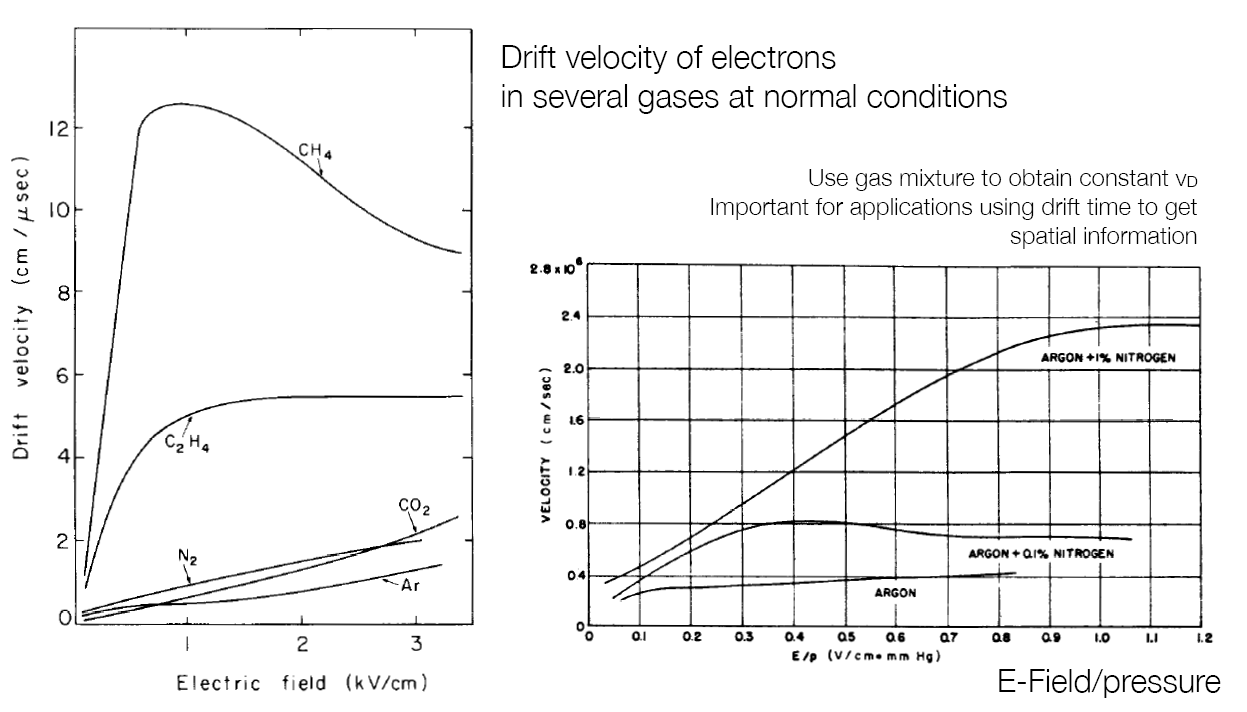 Drift velocity of electrons
in several gases at normal conditions
Drift velocity (cm / μsec)
12
10
8
6
4
2
0
CH4
C2H4
CO2
N2
Ar
1
2
3
Electric field (kV/cm)
Use gas mixture to obtain constant vD
Important for applications using drift time to get
spatial information
2.8 x 10⁶
2.4
2.0
1.6
1.2
0.8
0.4
0
VELOCITY (cm/sec)
ARGON +1% NITROGEN
ARGON + 0.1% NITROGEN
ARGON
0 0.1 0.2 0.3 0.4 0.5 0.6 0.7 0.8 0.9 1.0 1.1 1.2
E/p (V/cm•mm Hg)
E-Field/pressure